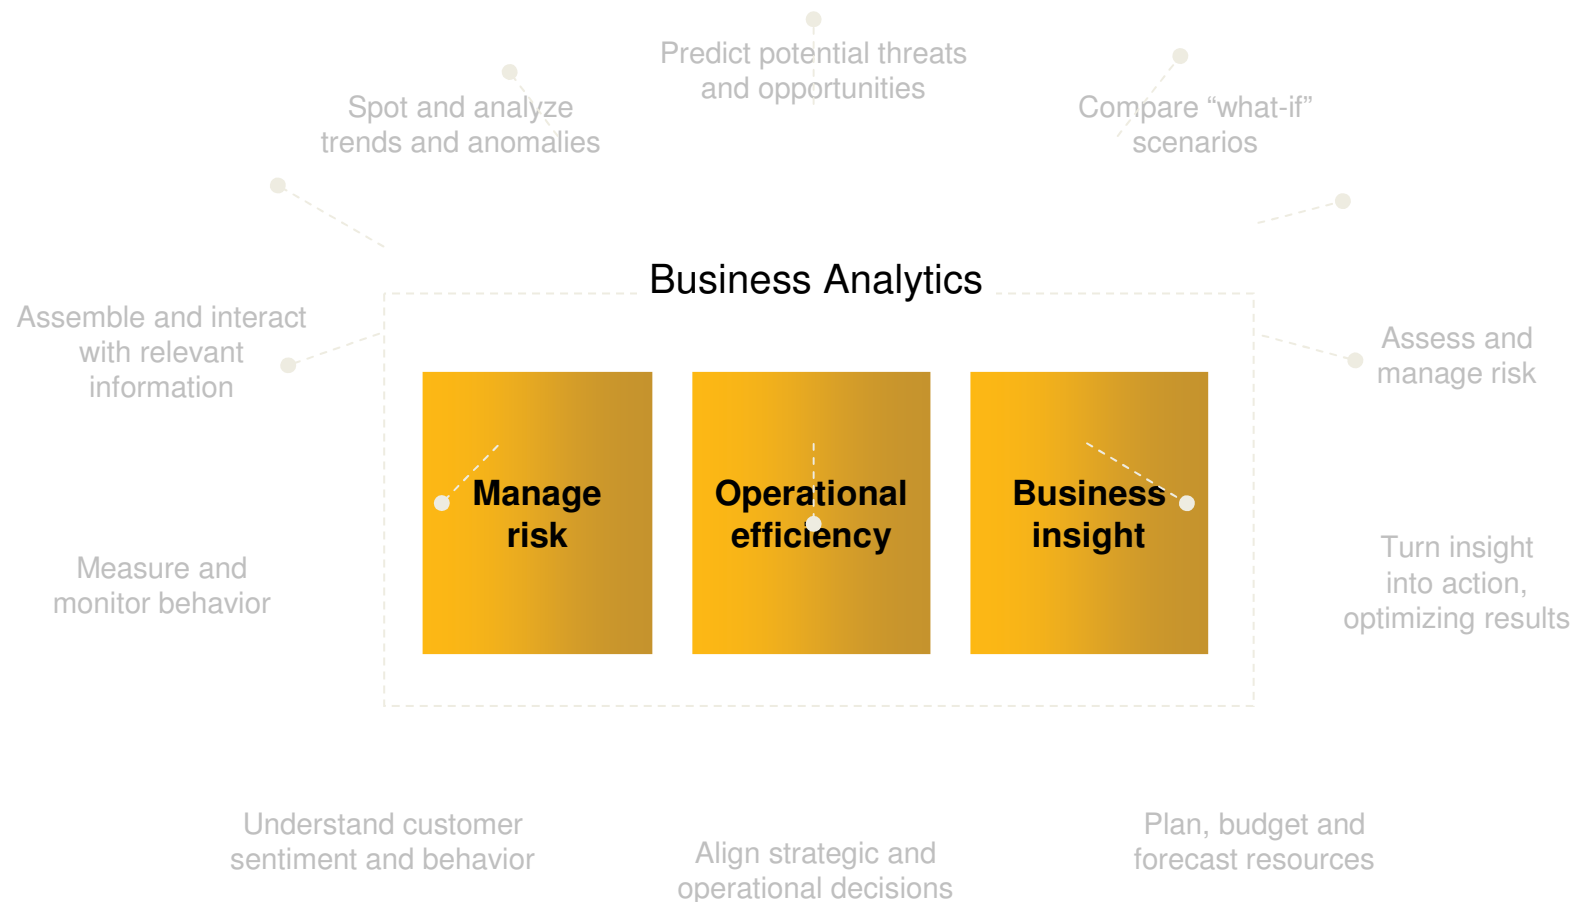 Predict potential threats
and opportunities
Spot and analyze
trends and anomalies
Compare “what-if”
scenarios
Business Analytics
Assemble and interact
with relevant
information
Assess and
manage risk
Manage
risk
Operational
efficiency
Business
insight
Measure and
monitor behavior
Turn insight
into action,
optimizing results
Understand customer
sentiment and behavior
Align strategic and
operational decisions
Plan, budget and
forecast resources